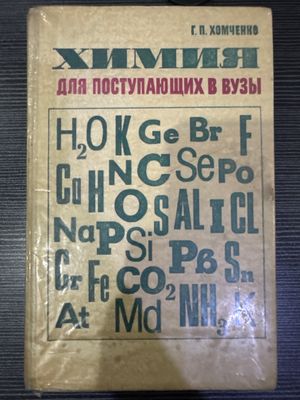 Г. П. ХОМЧЕНКО
ХИМИЯ
ДЛЯ ПОСТУПАЮЩИХ В ВУЗЫ
H₂O K Ge Br F
Ca H N C Se Po
O S AL I CL
Na P Si
Cr Fe CO₂ Pb Sn
At Md NH₃ K